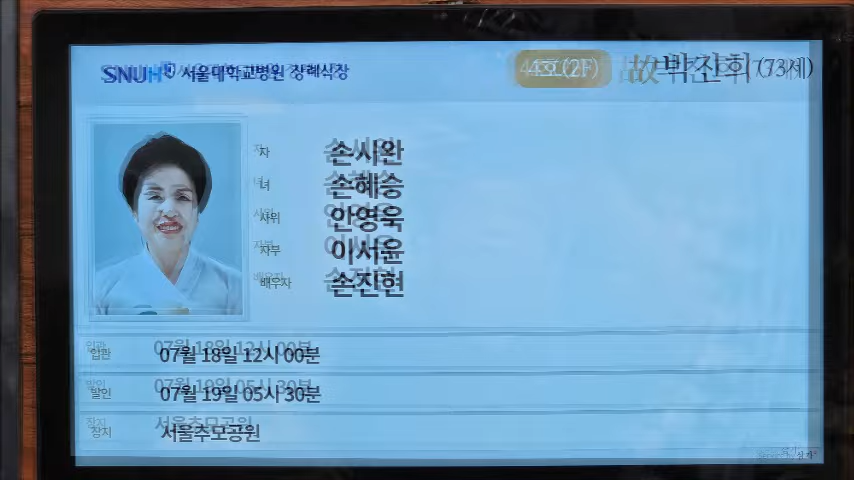 SNUH 서울대학교병원 장례식장
4호(2F) 故 박진희 (73세)
자 손시완
녀 손혜승
사위 안영욱
자부 이서윤
배우자 손진현
입관 07월 18일 12시 00분
발인 07월 19일 05시 30분
장지 서울추모공원